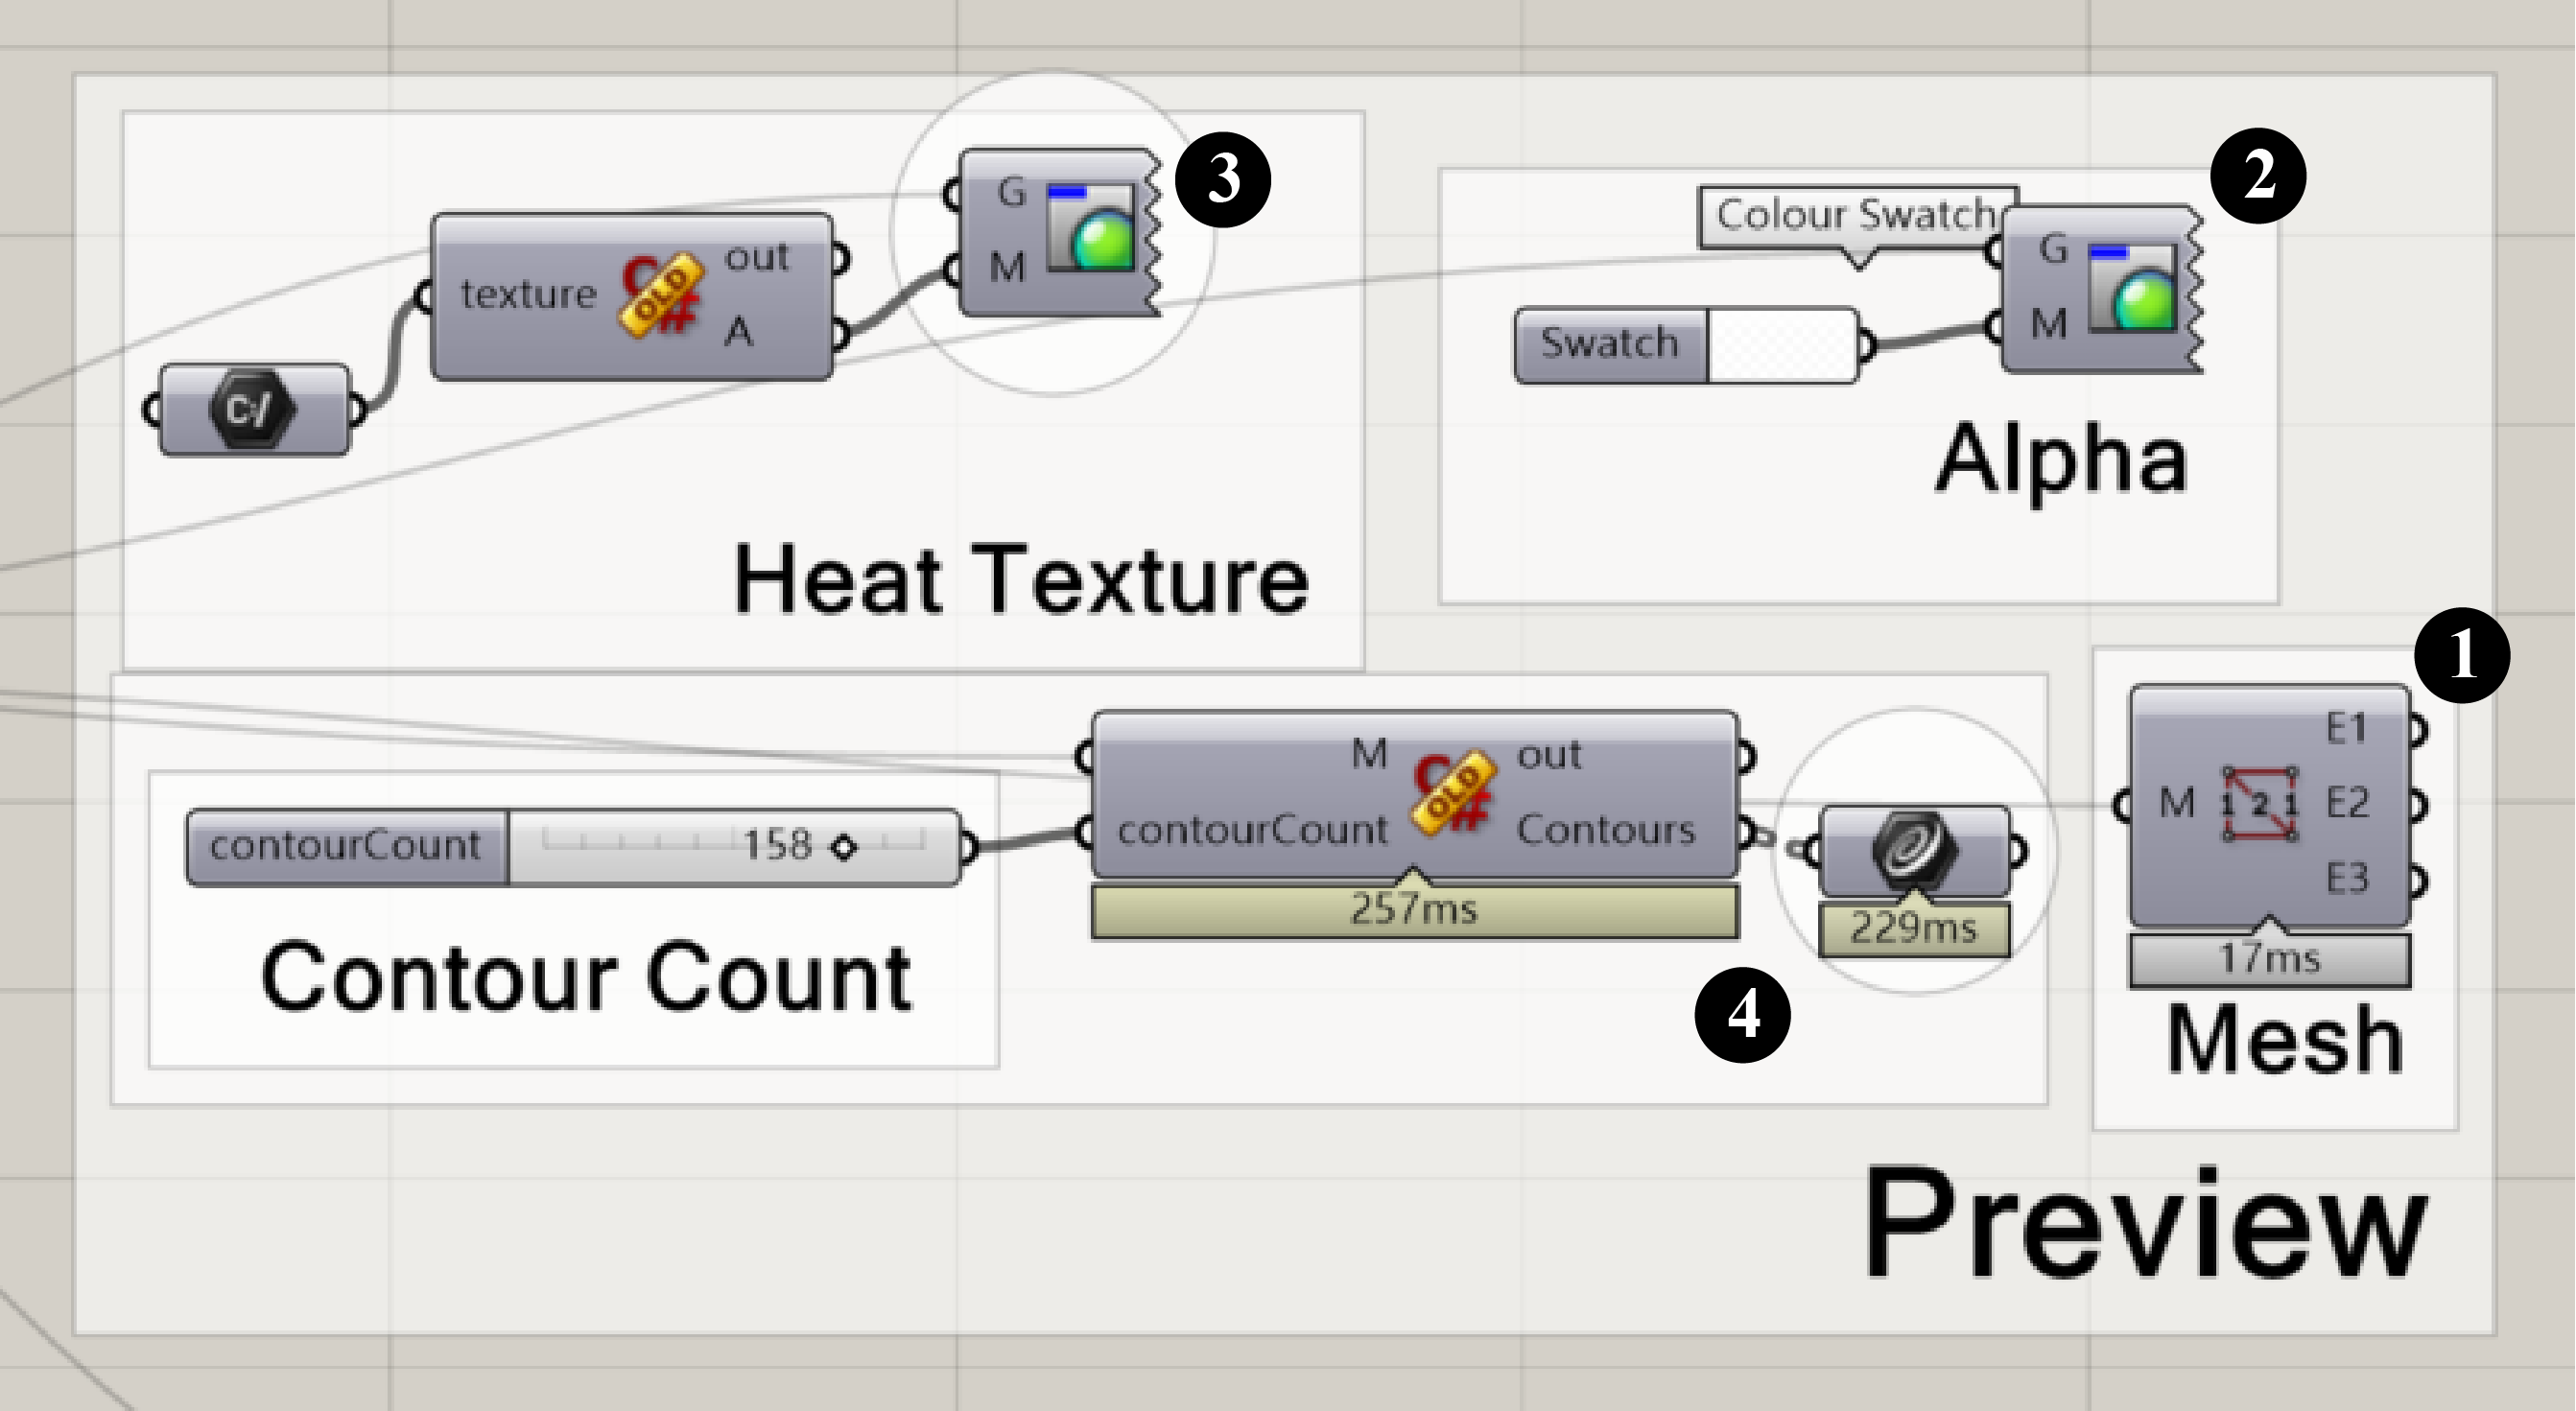 G
M
3
texture
C#
OLD
out
A
C:/
Heat Texture
2
Colour Swatch
G
M
Swatch
Alpha
contourCount
158
Contour Count
M
contourCount
C#
OLD
out
Contours
257ms
229ms
4
1
M
1 2 1
E1
E2
E3
17ms
Mesh
Preview